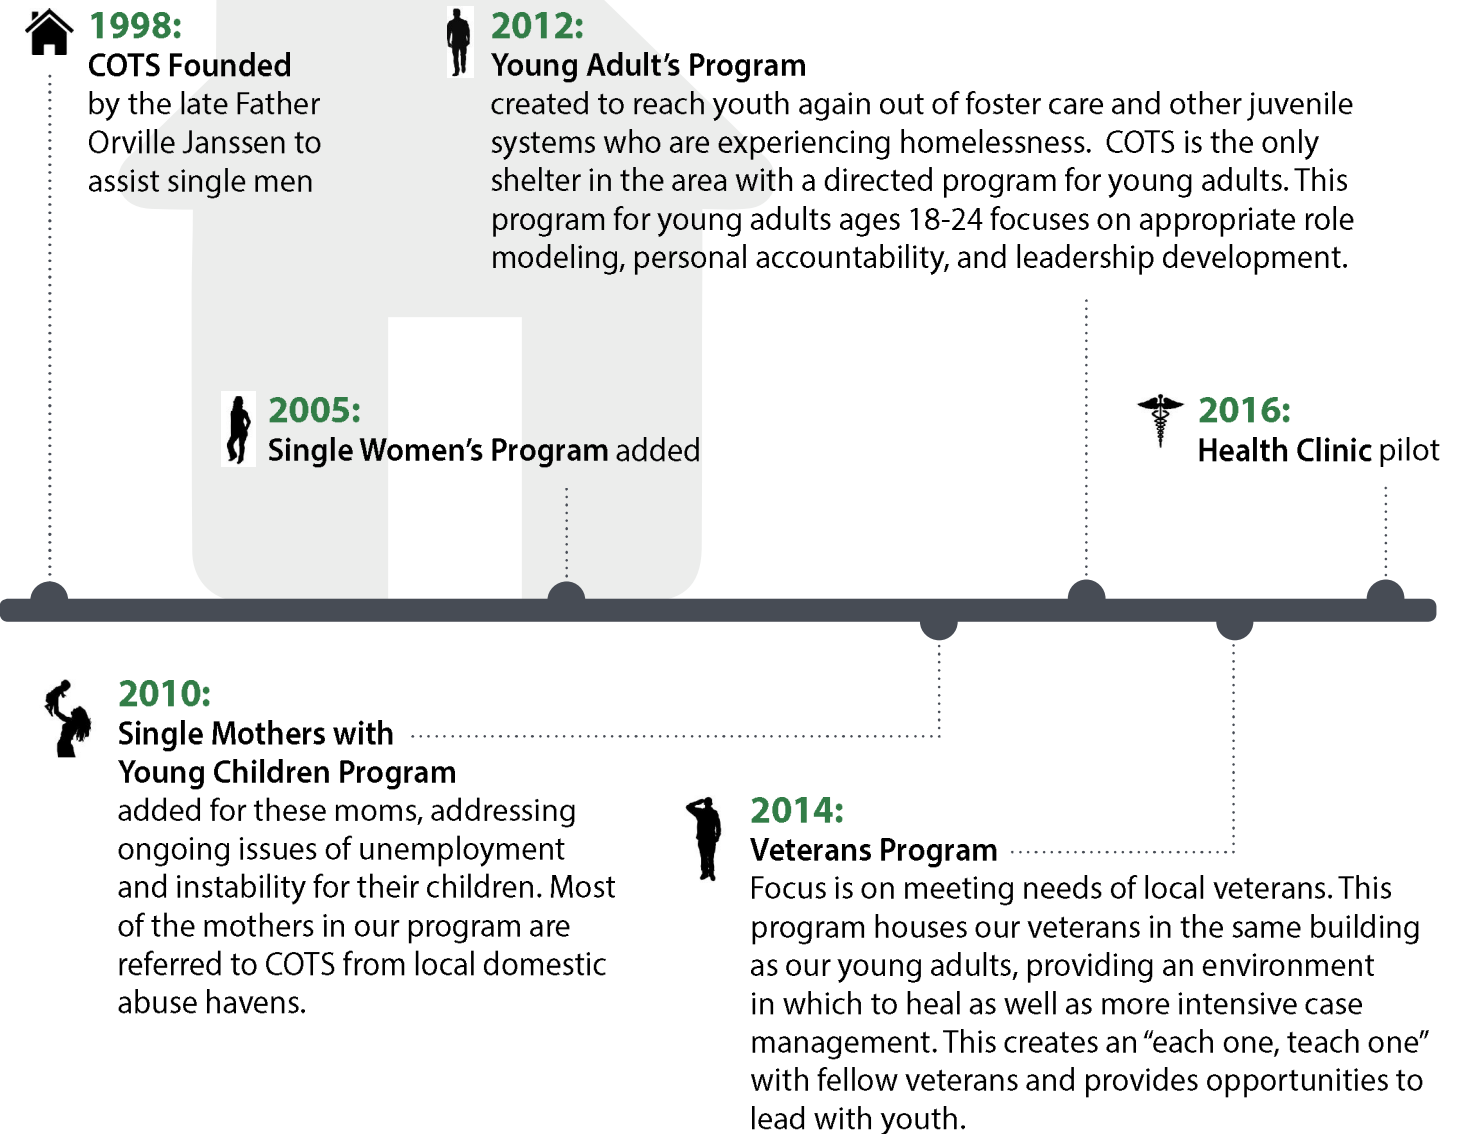 1998:
COTS Founded
by the late Father
Orville Janssen to
assist single men
2012:
Young Adult's Program
created to reach youth again out of foster care and other juvenile
systems who are experiencing homelessness.  COTS is the only
shelter in the area with a directed program for young adults. This
program for young adults ages 18-24 focuses on appropriate role
modeling, personal accountability, and leadership development.
2005:
Single Women's Program added
2016:
Health Clinic pilot
2010:
Single Mothers with
Young Children Program
added for these moms, addressing
ongoing issues of unemployment
and instability for their children. Most
of the mothers in our program are
referred to COTS from local domestic
abuse havens.
2014:
Veterans Program
Focus is on meeting needs of local veterans. This
program houses our veterans in the same building
as our young adults, providing an environment
in which to heal as well as more intensive case
management. This creates an “each one, teach one”
with fellow veterans and provides opportunities to
lead with youth.